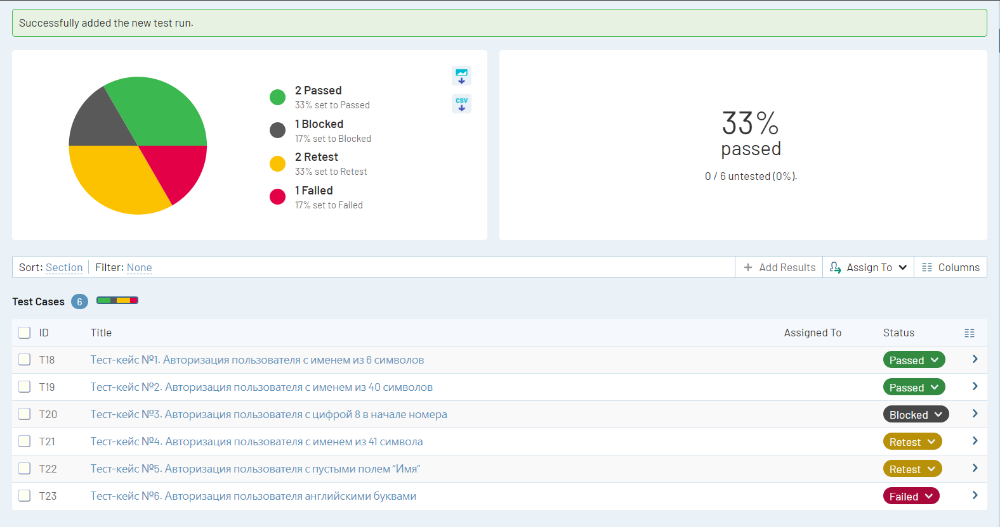 Successfully added the new test run.
2 Passed
33% set to Passed
1 Blocked
17% set to Blocked
2 Retest
33% set to Retest
1 Failed
17% set to Failed
CSV
33%
passed
0 / 6 untested (0%).
Sort: Section Filter: None + Add Results Assign To Columns
Test Cases 6
ID Title Assigned To Status
T18 Тест-кейс №1. Авторизация пользователя с именем из 6 символов Passed
T19 Тест-кейс №2. Авторизация пользователя с именем из 40 символов Passed
T20 Тест-кейс №3. Авторизация пользователя с цифрой 8 в начале номера Blocked
T21 Тест-кейс №4. Авторизация пользователя с именем из 41 символа Retest
T22 Тест-кейс №5. Авторизация пользователя с пустыми полем “Имя” Retest
T23 Тест-кейс №6. Авторизация пользователя английскими буквами Failed